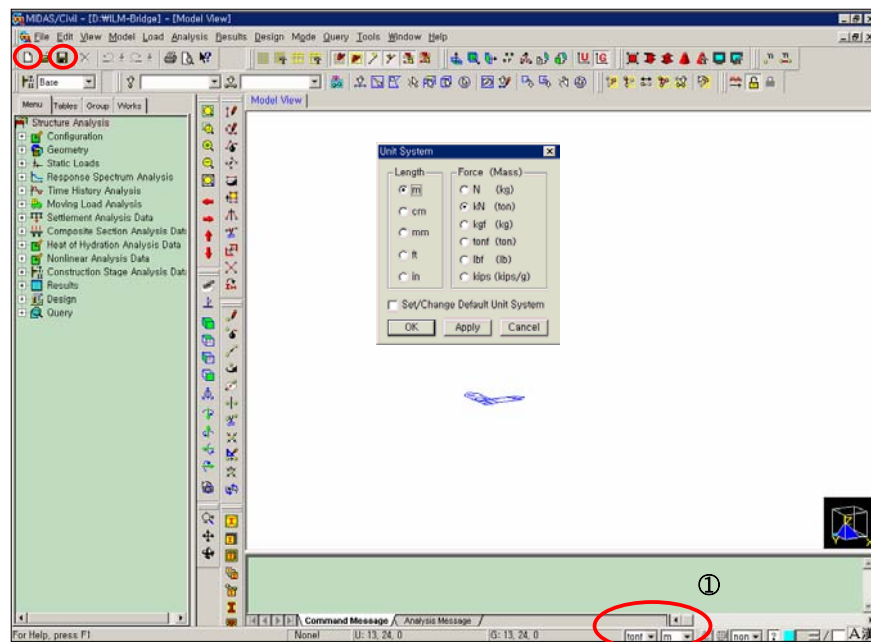 MIDAS/Civil - [D:₩ILM-Bridge] - [Model View]
File Edit View Model Load Analysis Results Design Mode Query Tools Window Help
Base
Menu Tables Group Works
Model View
Structure Analysis
Configuration
Geometry
Static Loads
Response Spectrum Analysis
Time History Analysis
Moving Load Analysis
Settlement Analysis Data
Composite Section Analysis Dat
Heat of Hydration Analysis Data
Nonlinear Analysis Data
Construction Stage Analysis Dat
Results
Design
Query
Unit System
Length Force (Mass)
m N (kg)
cm kN (ton)
mm kgf (kg)
ft tonf (ton)
in lbf (lb)
kips (kips/g)
Set/Change Default Unit System
OK Apply Cancel
①
Command Message Analysis Message
For Help, press F1 None! U: 13, 24, 0 G: 13, 24, 0 tonf m non ?